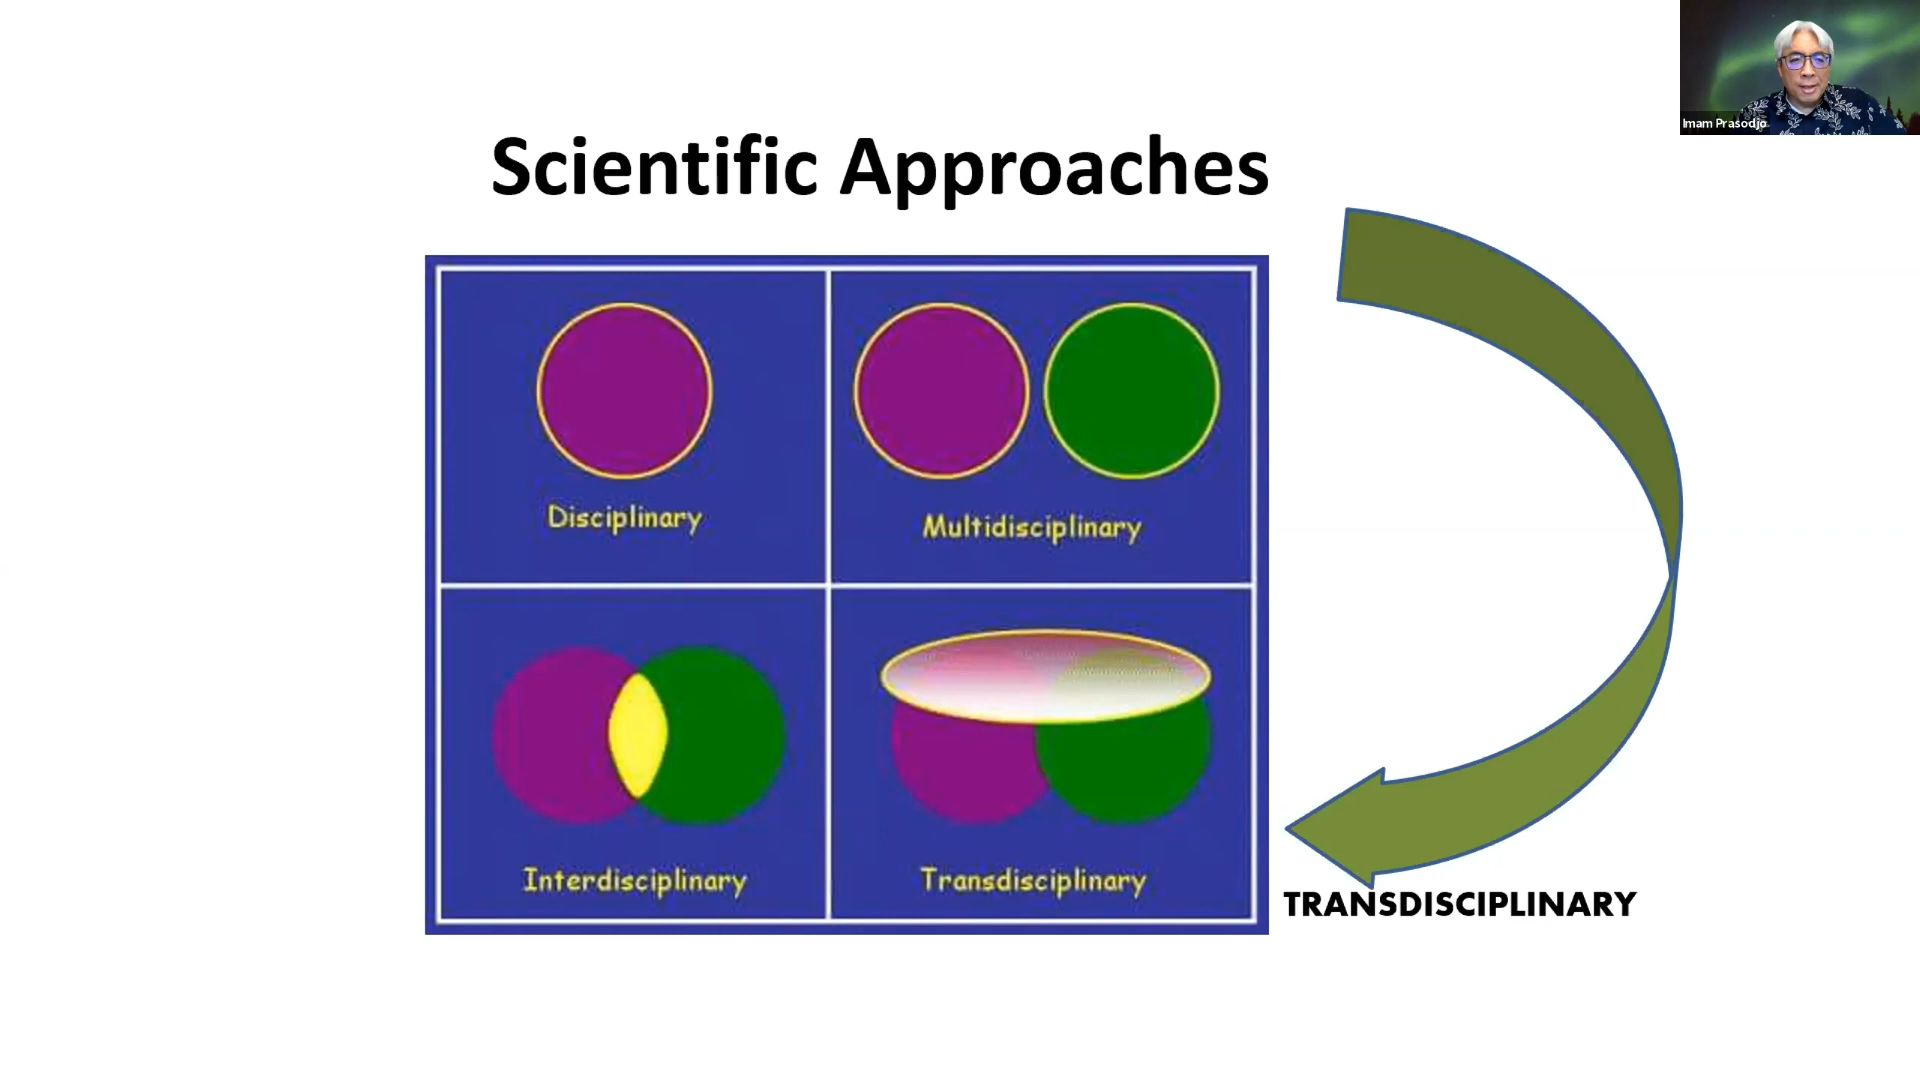 Imam Prasodjo
Scientific Approaches
Disciplinary
Multidisciplinary
Interdisciplinary
Transdisciplinary
TRANSDISCIPLINARY